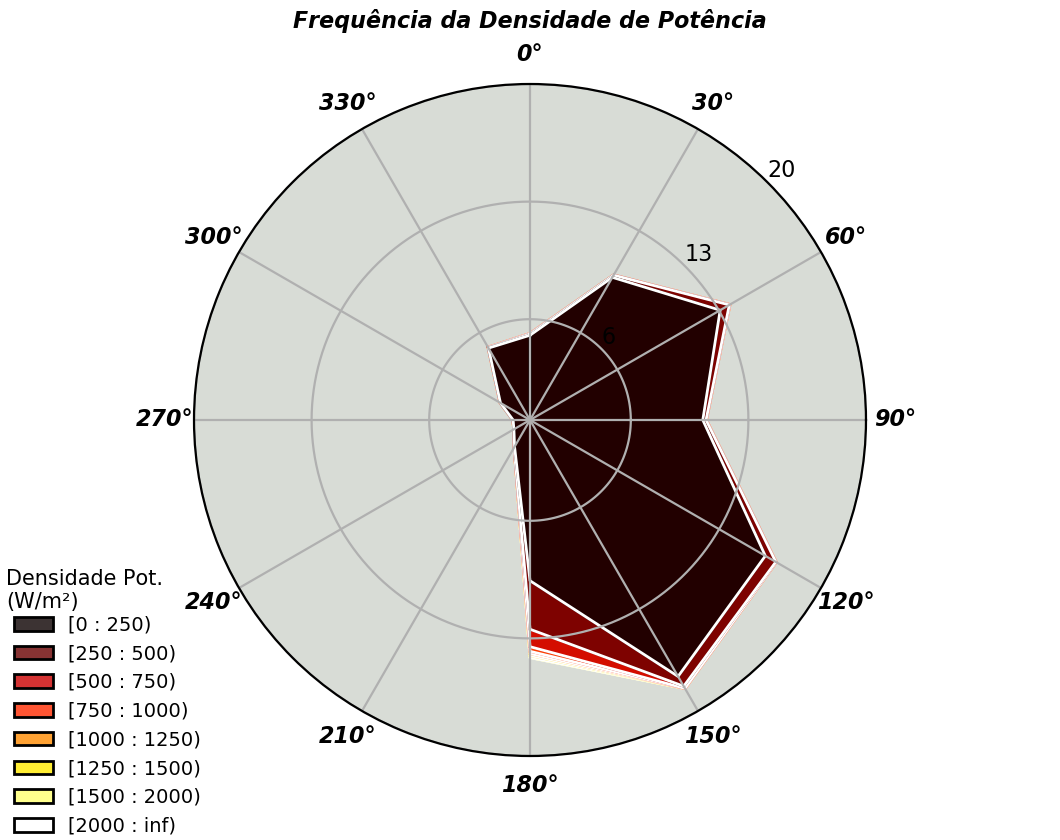 Frequência da Densidade de Potência
0°
330°
30°
20
300°
60°
13
6
270°
90°
240°
120°
210°
150°
180°
Densidade Pot.
(W/m²)
[0 : 250)
[250 : 500)
[500 : 750)
[750 : 1000)
[1000 : 1250)
[1250 : 1500)
[1500 : 2000)
[2000 : inf)